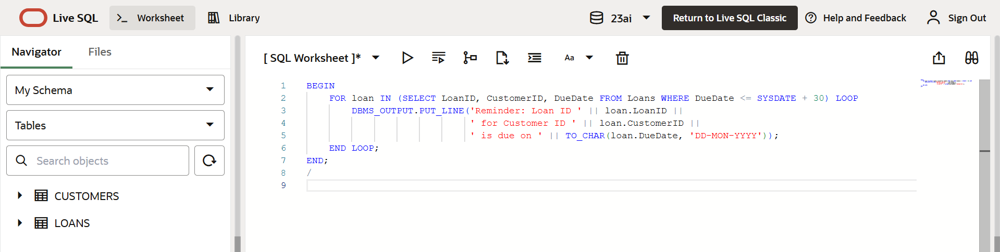 Live SQL
Worksheet
Library
23ai
Return to Live SQL Classic
Help and Feedback
Sign Out
Navigator
Files
My Schema
Tables
Search objects
CUSTOMERS
LOANS
[ SQL Worksheet ]*
Aa
1 BEGIN
2 FOR loan IN (SELECT LoanID, CustomerID, DueDate FROM Loans WHERE DueDate <= SYSDATE + 30) LOOP
3 DBMS_OUTPUT.PUT_LINE('Reminder: Loan ID ' || loan.LoanID ||
4 ' for Customer ID ' || loan.CustomerID ||
5 ' is due on ' || TO_CHAR(loan.DueDate, 'DD-MON-YYYY'));
6 END LOOP;
7 END;
8 /
9